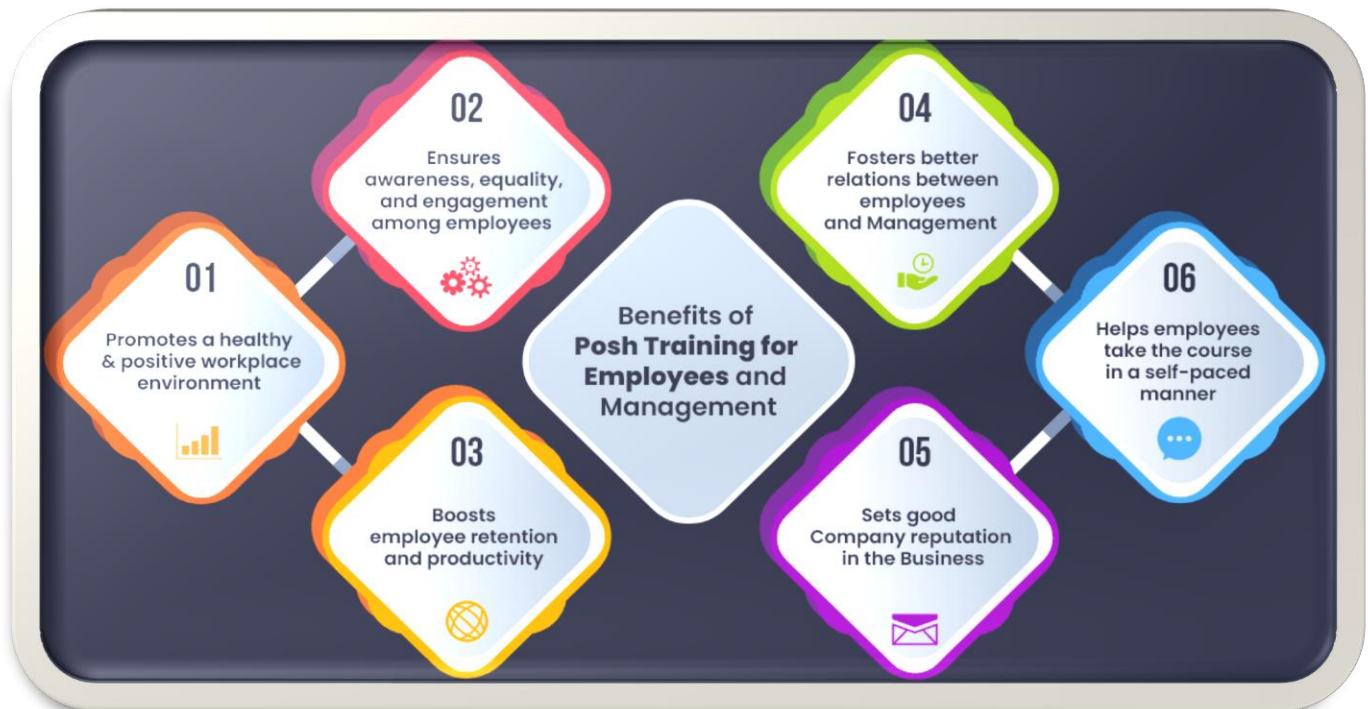 01
Promotes a healthy
& positive workplace
environment
02
Ensures
awareness, equality,
and engagement
among employees
03
Boosts
employee retention
and productivity
Benefits of
Posh Training for
Employees and
Management
04
Fosters better
relations between
employees
and Management
05
Sets good
Company reputation
in the Business
06
Helps employees
take the course
in a self-paced
manner